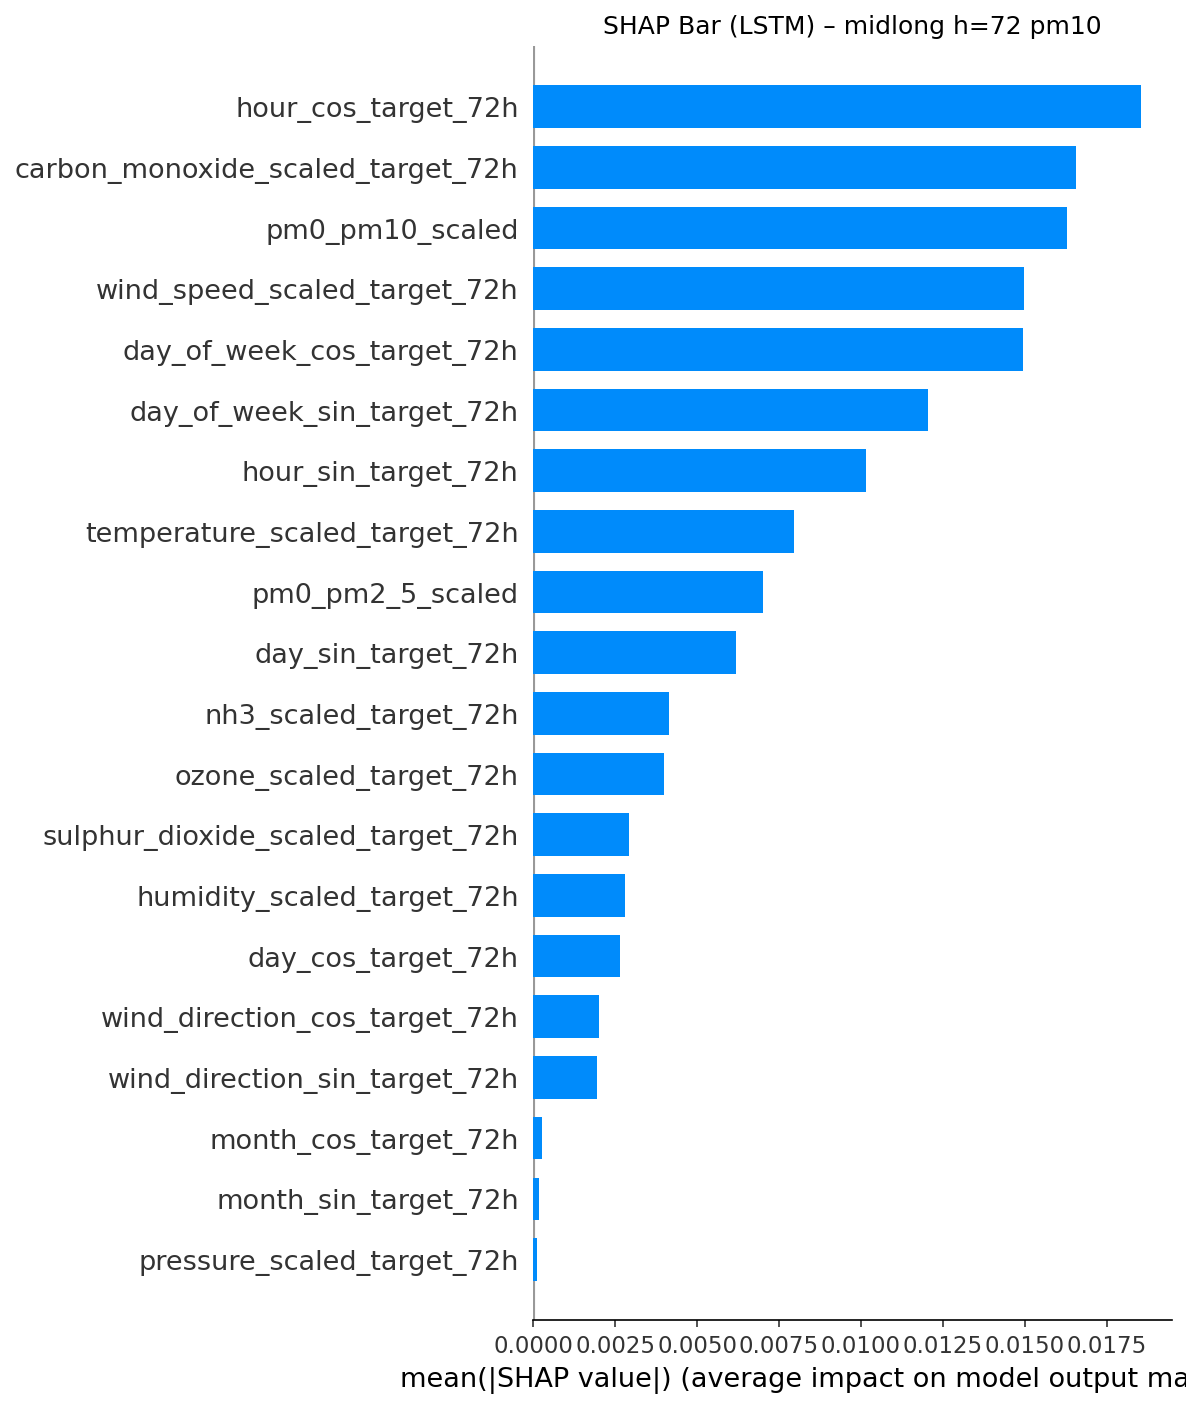 SHAP Bar (LSTM) – midlong h=72 pm10
hour_cos_target_72h
carbon_monoxide_scaled_target_72h
pm0_pm10_scaled
wind_speed_scaled_target_72h
day_of_week_cos_target_72h
day_of_week_sin_target_72h
hour_sin_target_72h
temperature_scaled_target_72h
pm0_pm2_5_scaled
day_sin_target_72h
nh3_scaled_target_72h
ozone_scaled_target_72h
sulphur_dioxide_scaled_target_72h
humidity_scaled_target_72h
day_cos_target_72h
wind_direction_cos_target_72h
wind_direction_sin_target_72h
month_cos_target_72h
month_sin_target_72h
pressure_scaled_target_72h
0.0000 0.0025 0.0050 0.0075 0.0100 0.0125 0.0150 0.0175
mean(|SHAP value|) (average impact on model output ma